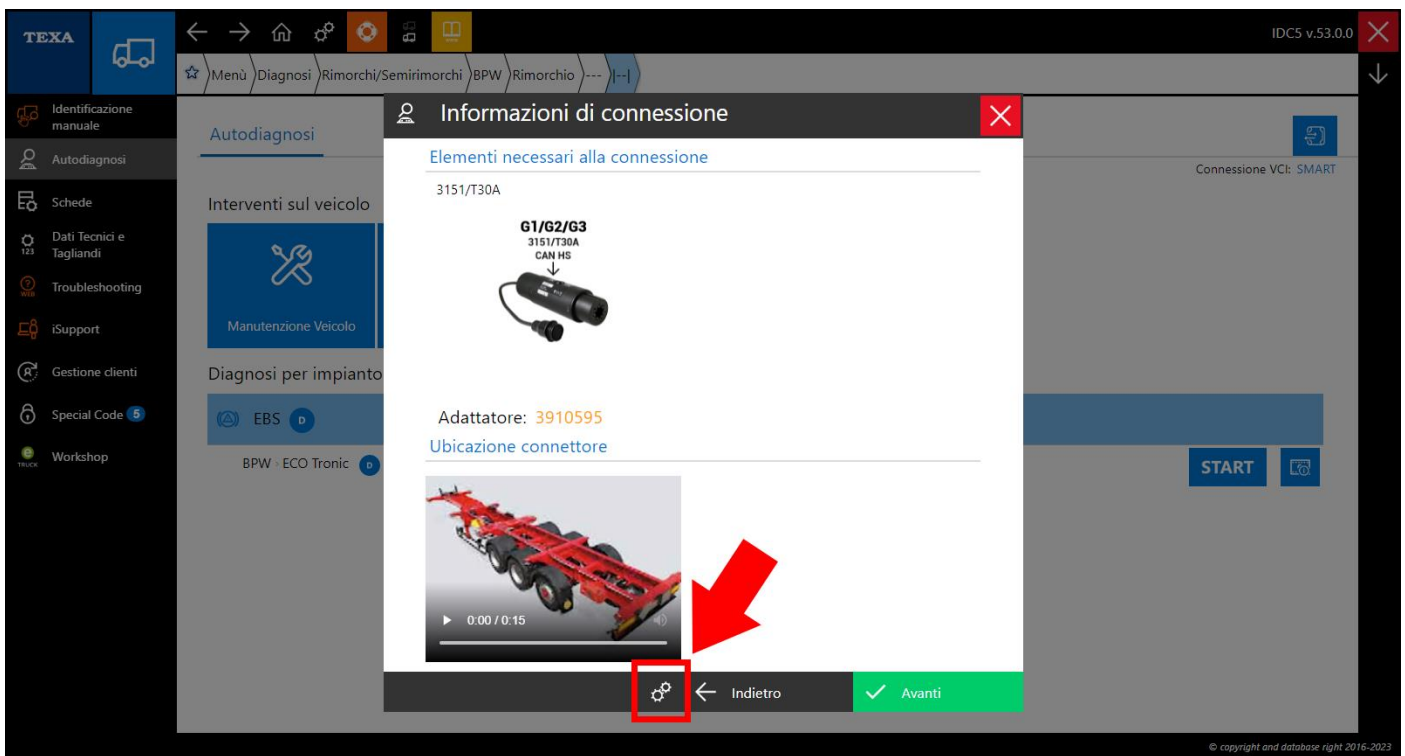 TEXA
IDC5 v.53.0.0
Menù
Diagnosi
Rimorchi/Semirimorchi
BPW
Rimorchio
---
|--|
Identificazione
manuale
Autodiagnosi
Schede
123
Dati Tecnici e
Tagliandi
WEB
Troubleshooting
iSupport
R
Gestione clienti
Special Code 5
e
TRUCK
Workshop
Autodiagnosi
Connessione VCI: SMART
Interventi sul veicolo
Manutenzione Veicolo
Diagnosi per impianto
EBS D
BPW - ECO Tronic D
START
Informazioni di connessione
Elementi necessari alla connessione
3151/T30A
G1/G2/G3
3151/T30A
CAN HS
Adattatore: 3910595
Ubicazione connettore
0:00 / 0:15
Indietro
Avanti
© copyright and database right 2016-2023